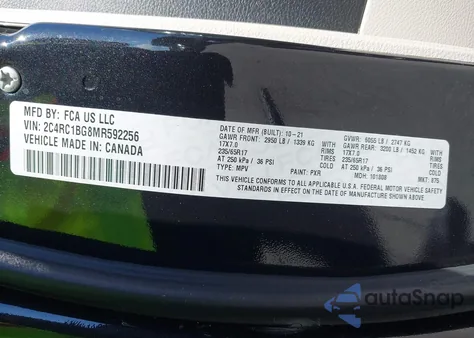 MFD BY: FCA US LLC
VIN: 2C4RC1BG8MR592256
VEHICLE MADE IN: CANADA
DATE OF MFR (BUILT): 10-21 GVWR: 6055 LB / 2747 KG
GAWR FRONT: 2950 LB / 1339 KG WITH GAWR REAR: 3200 LB / 1452 KG WITH
17X7.0 RIMS 17X7.0 RIMS
235/65R17 TIRES 235/65R17 TIRES
AT 250 kPa / 36 PSI COLD AT 250 kPa / 36 PSI COLD
TYPE: MPV PAINT: PXR MDH: 101808 MKT: 87S
THIS VEHICLE CONFORMS TO ALL APPLICABLE U.S.A. FEDERAL MOTOR VEHICLE SAFETY
STANDARDS IN EFFECT ON THE DATE OF MANUFACTURE SHOWN ABOVE.
autoSnap